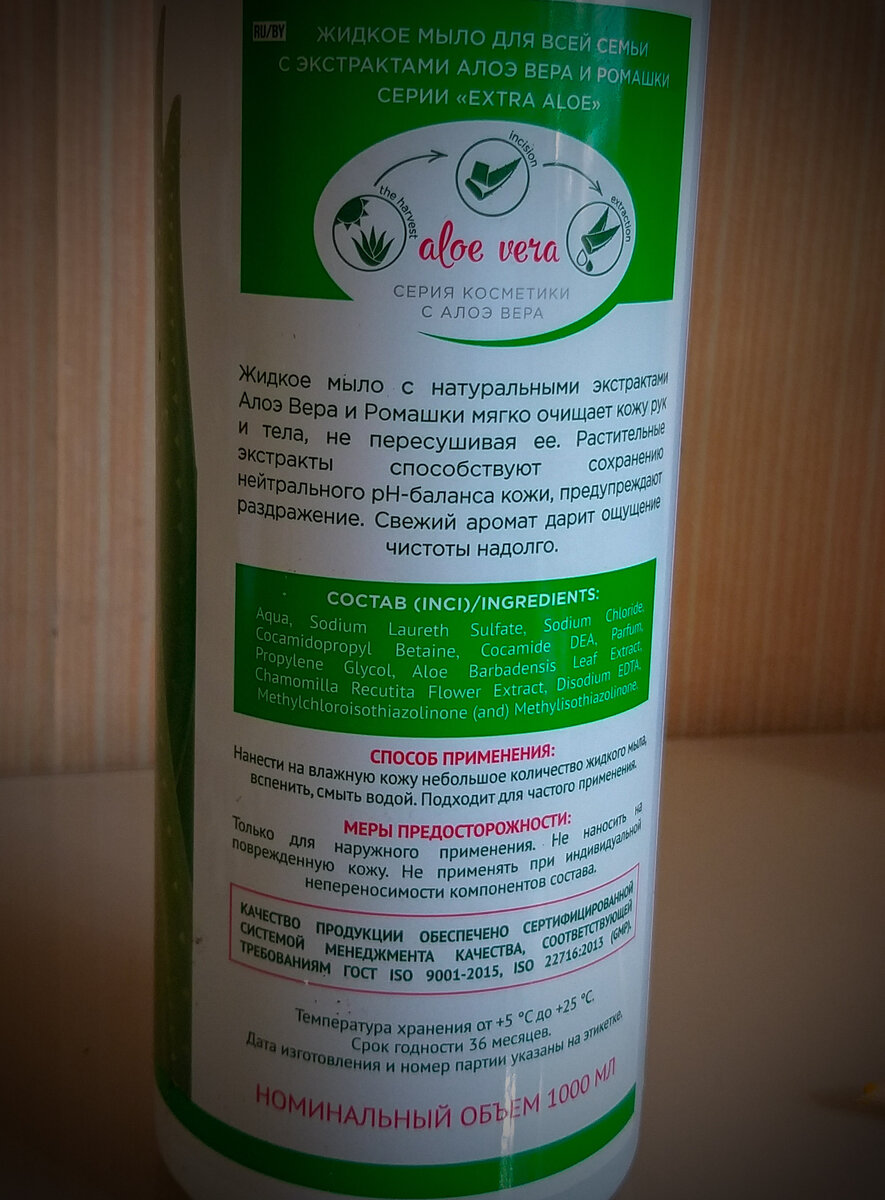 RU/BY
ЖИДКОЕ МЫЛО ДЛЯ ВСЕЙ СЕМЬИ
С ЭКСТРАКТАМИ АЛОЭ ВЕРА И РОМАШКИ
СЕРИИ «EXTRA ALOE»
the harvest
incision
extraction
aloe vera
СЕРИЯ КОСМЕТИКИ
С АЛОЭ ВЕРА
Жидкое мыло с натуральными экстрактами
Алоэ Вера и Ромашки мягко очищает кожу рук
и тела, не пересушивая ее. Растительные
экстракты способствуют сохранению
нейтрального pH-баланса кожи, предупреждают
раздражение. Свежий аромат дарит ощущение
чистоты надолго.
СОСТАВ (INCI)/INGREDIENTS:
Aqua, Sodium Laureth Sulfate, Sodium Chloride,
Cocamidopropyl Betaine, Cocamide DEA, Parfum,
Propylene Glycol, Aloe Barbadensis Leaf Extract,
Chamomilla Recutita Flower Extract, Disodium EDTA,
Methylchloroisothiazolinone (and) Methylisothiazolinone.
СПОСОБ ПРИМЕНЕНИЯ:
Нанести на влажную кожу небольшое количество жидкого мыла,
вспенить, смыть водой. Подходит для частого применения.
МЕРЫ ПРЕДОСТОРОЖНОСТИ:
Только для наружного применения. Не наносить на
поврежденную кожу. Не применять при индивидуальной
непереносимости компонентов состава.
КАЧЕСТВО ПРОДУКЦИИ ОБЕСПЕЧЕНО СЕРТИФИЦИРОВАННОЙ
СИСТЕМОЙ МЕНЕДЖМЕНТА КАЧЕСТВА, СООТВЕТСТВУЮЩЕЙ
ТРЕБОВАНИЯМ ГОСТ ISO 9001-2015, ISO 22716:2013 (GMP).
Температура хранения от +5 °С до +25 °С.
Срок годности 36 месяцев.
Дата изготовления и номер партии указаны на этикетке.
НОМИНАЛЬНЫЙ ОБЪЕМ 1000 МЛ